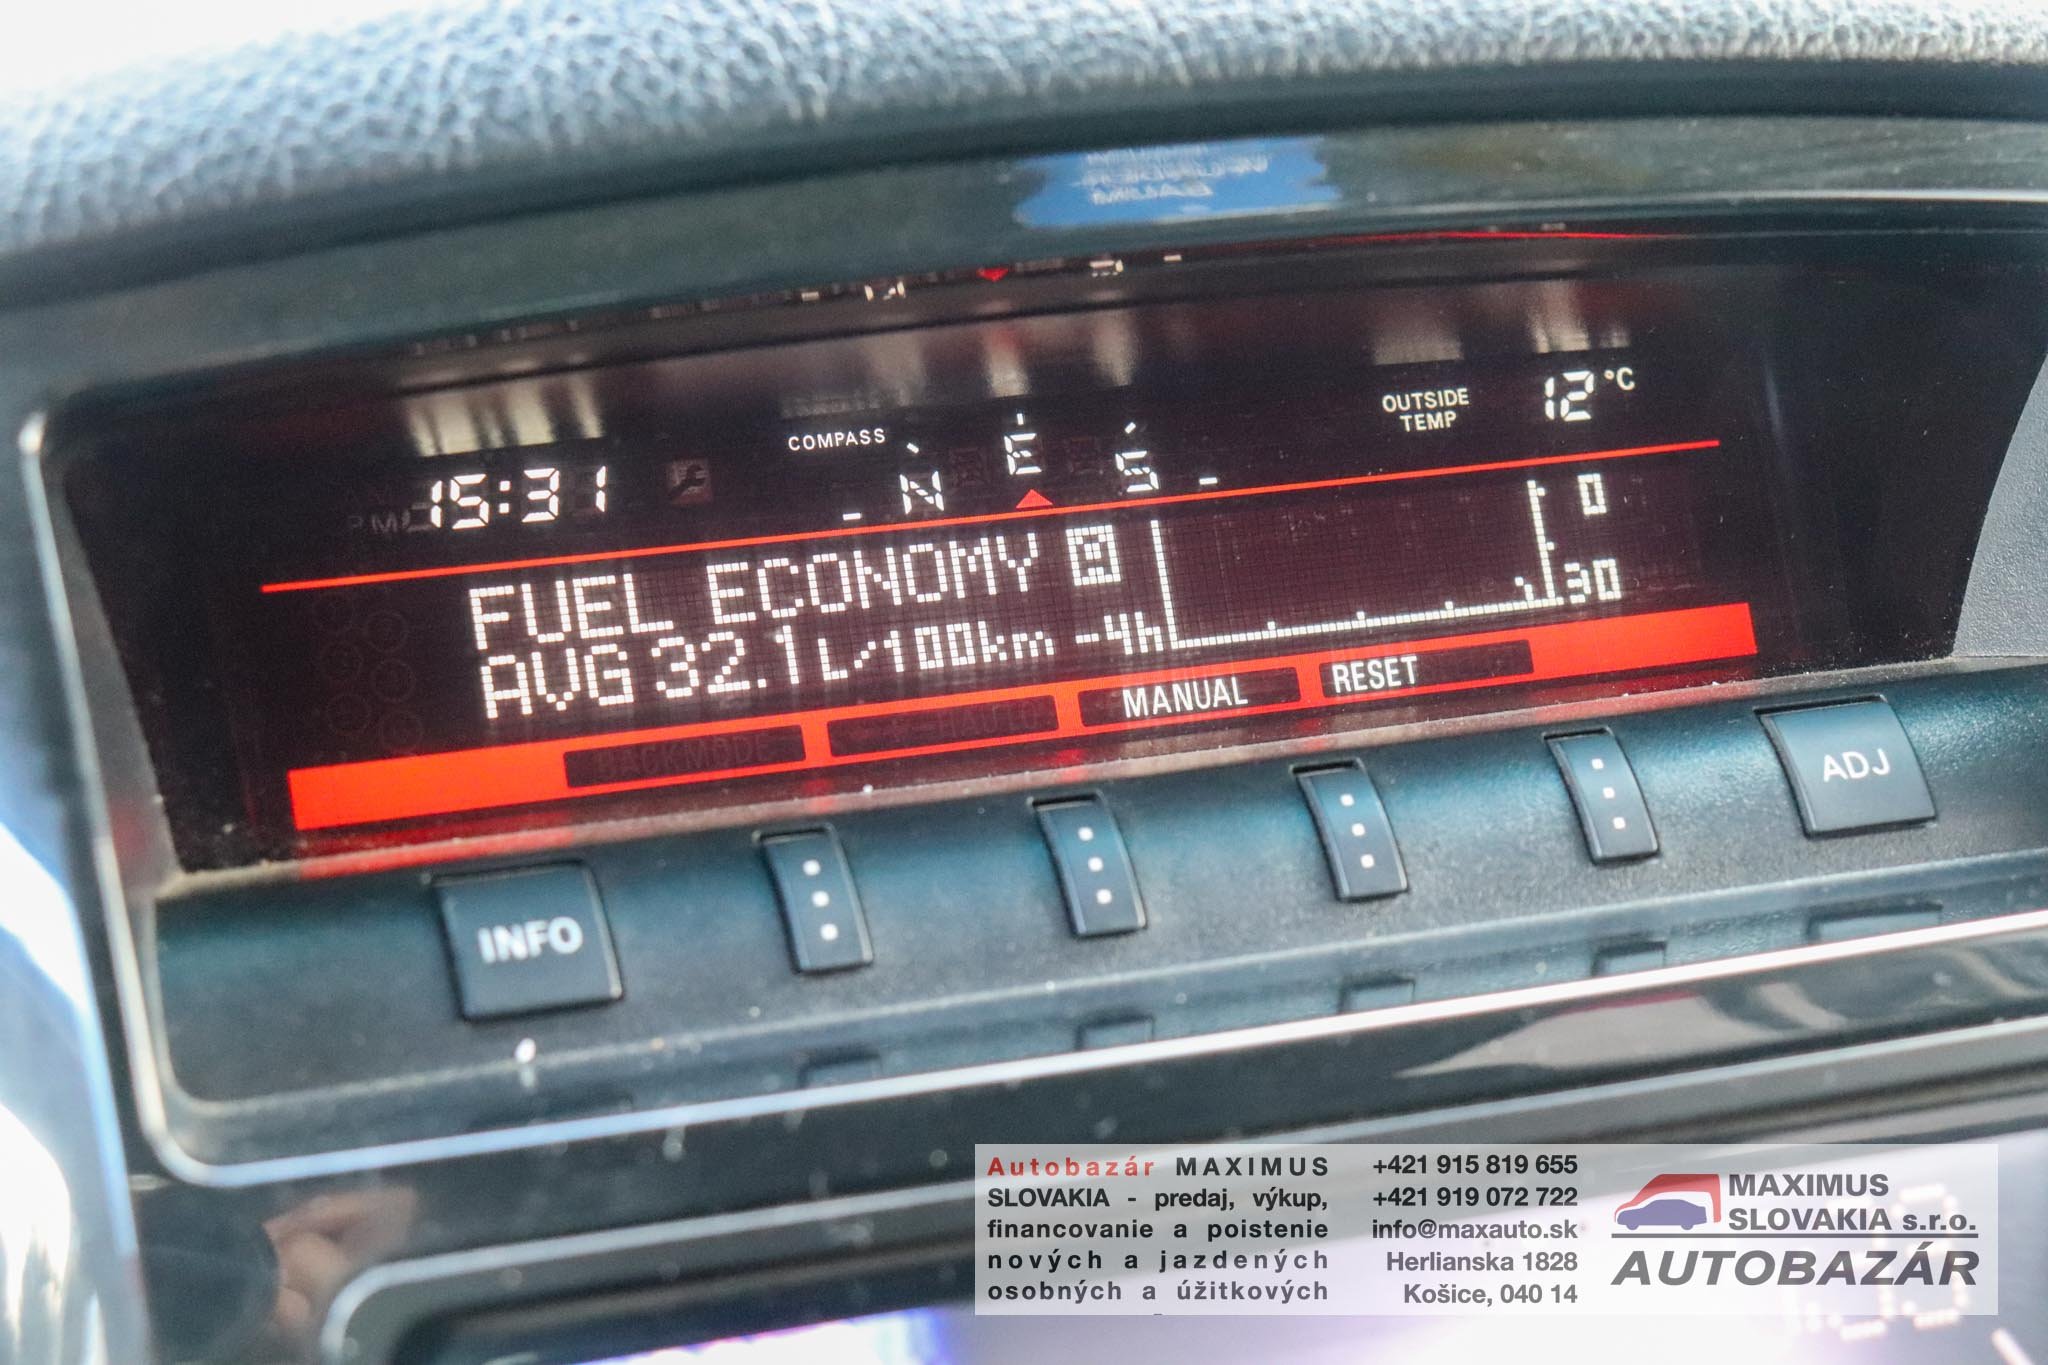 COMPASS N E S OUTSIDE TEMP 12 °C
15:31
FUEL ECONOMY 0
AVG 32.1 L/100km -4h 30
MANUAL RESET
INFO ADJ
Autobazár MAXIMUS
SLOVAKIA - predaj, výkup,
financovanie a poistenie
nových a jazdených
osobných a úžitkových
+421 915 819 655
+421 919 072 722
info@maxauto.sk
Herlianska 1828
Košice, 040 14
MAXIMUS
SLOVAKIA s.r.o.
AUTOBAZÁR